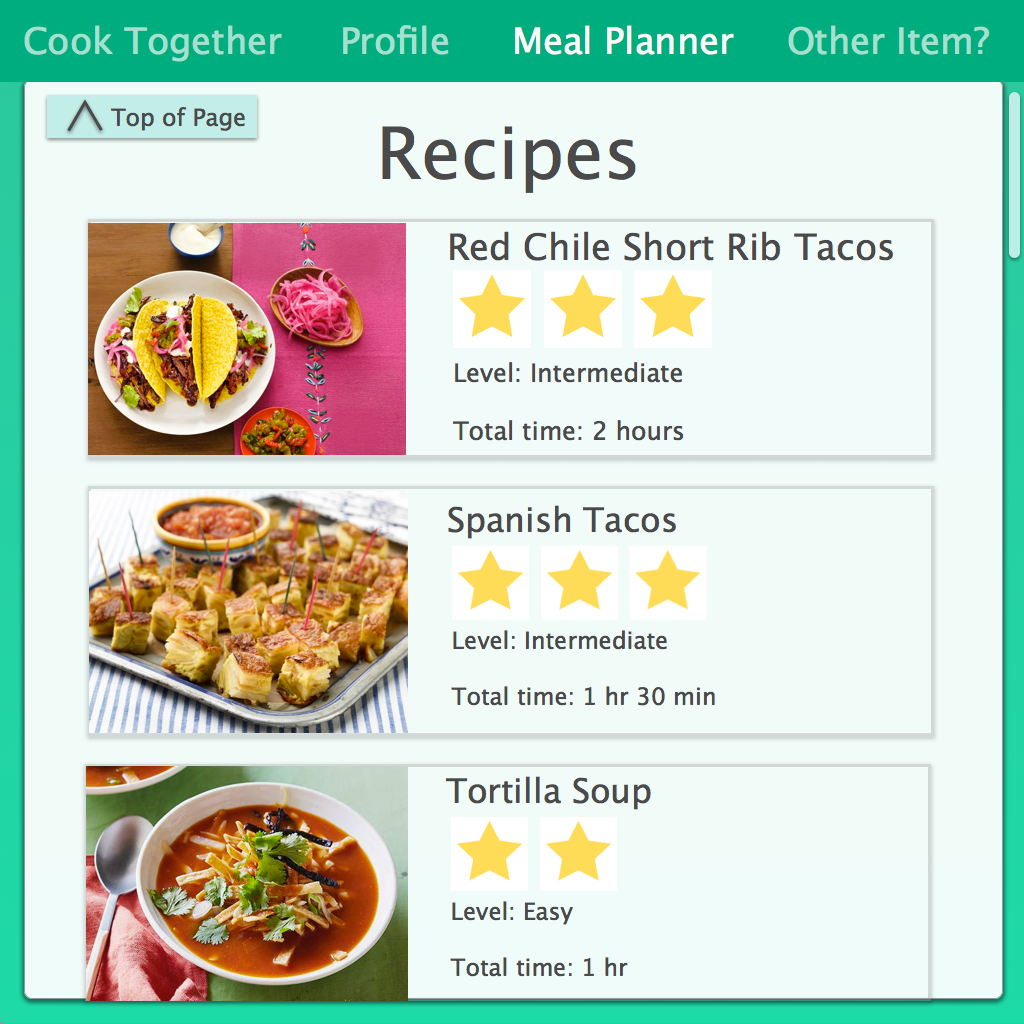 Cook Together Profile Meal Planner Other Item?
Top of Page
Recipes
Red Chile Short Rib Tacos
Level: Intermediate
Total time: 2 hours
Spanish Tacos
Level: Intermediate
Total time: 1 hr 30 min
Tortilla Soup
Level: Easy
Total time: 1 hr